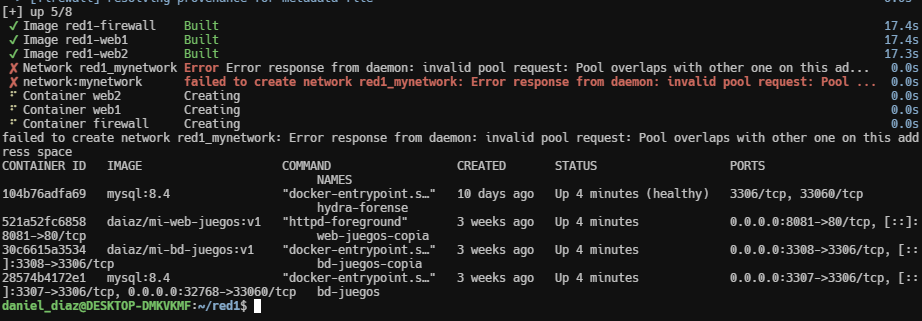 [firewall] resolving provenance for metadata file 0.0s
[+] up 5/8
✔ Image red1-firewall Built 17.4s
✔ Image red1-web1 Built 17.4s
✔ Image red1-web2 Built 17.3s
✘ Network red1_mynetwork Error Error response from daemon: invalid pool request: Pool overlaps with other one on this ad... 0.0s
✘ network:mynetwork failed to create network red1_mynetwork: Error response from daemon: invalid pool request: Pool ... 0.0s
⠋ Container web2 Creating 0.0s
⠋ Container web1 Creating 0.0s
⠋ Container firewall Creating 0.0s
failed to create network red1_mynetwork: Error response from daemon: invalid pool request: Pool overlaps with other one on this add
ress space
CONTAINER ID IMAGE COMMAND CREATED STATUS PORTS
NAMES
104b76adfa69 mysql:8.4 "docker-entrypoint.s…" 10 days ago Up 4 minutes (healthy) 3306/tcp, 33060/tcp
hydra-forense
521a52fc6858 daiaz/mi-web-juegos:v1 "httpd-foreground" 3 weeks ago Up 4 minutes 0.0.0.0:8081->80/tcp, [::]:
8081->80/tcp web-juegos-copia
30c6615a3534 daiaz/mi-bd-juegos:v1 "docker-entrypoint.s…" 3 weeks ago Up 4 minutes 0.0.0.0:3308->3306/tcp, [::
]:3308->3306/tcp bd-juegos-copia
28574b4172e1 mysql:8.4 "docker-entrypoint.s…" 3 weeks ago Up 4 minutes 0.0.0.0:3307->3306/tcp, [::
]:3307->3306/tcp, 0.0.0.0:32768->33060/tcp bd-juegos
daniel_diaz@DESKTOP-DMKVKMF:~/red1$